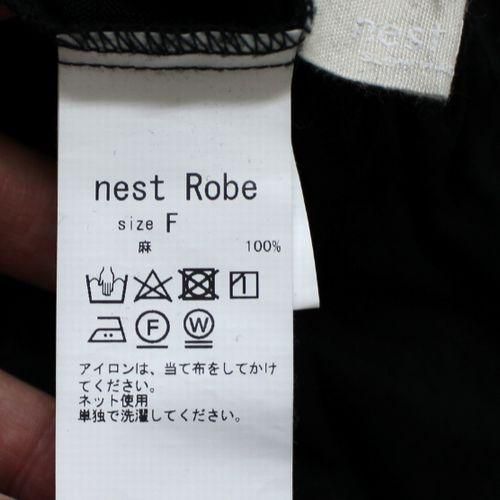 nest
nest Robe
size F
麻 100%
F W
アイロンは、当て布をしてかけ
てください。
ネット使用
単独で洗濯してください。